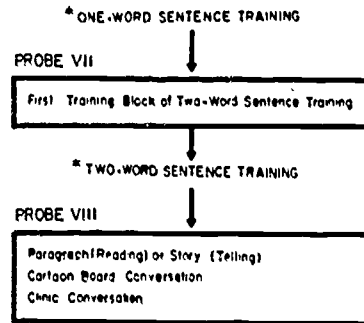 * ONE-WORD SENTENCE TRAINING
PROBE VII
First Training Block of Two-Word Sentence Training
* TWO-WORD SENTENCE TRAINING
PROBE VIII
Paragraph (Reading) or Story (Telling)
Cartoon Board Conversation
Clinic Conversation